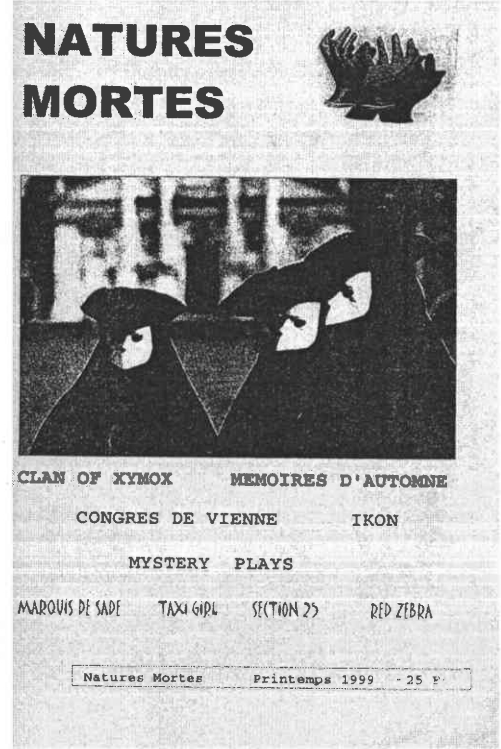 NATURES
MORTES
CLAN OF XYMOX MEMOIRES D'AUTOMNE
CONGRES DE VIENNE IKON
MYSTERY PLAYS
MARQUIS DE SADE TAXI GIRL SECTION 25 RED ZEBRA
Natures Mortes Printemps 1999 - 25 F